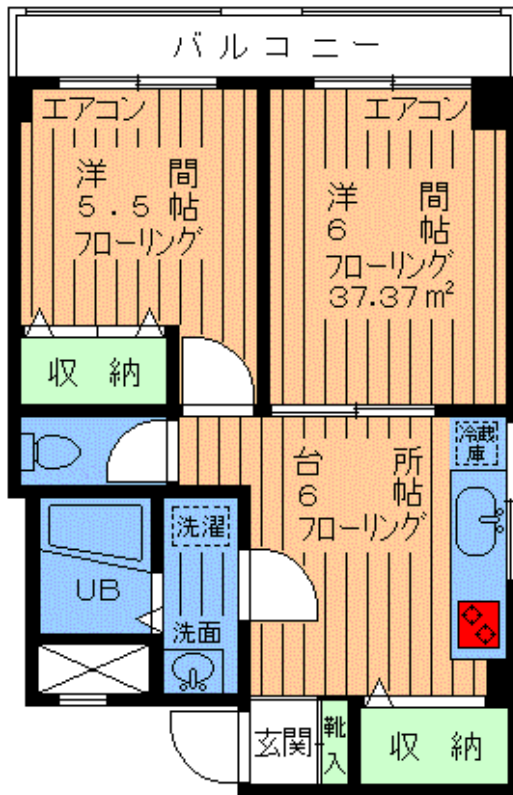 バルコニー
エアコン
洋間
5.5帖
フローリング
収納
エアコン
洋間
6帖
フローリング
37.37m²
台所
6帖
フローリング
冷蔵
庫
洗濯
UB
洗面
玄関
靴
入
収納